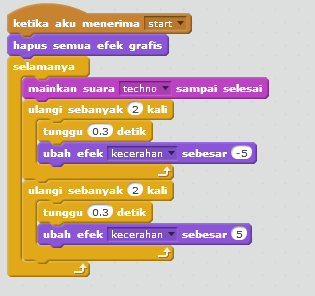 ketika aku menerima start
hapus semua efek grafis
selamanya
mainkan suara techno sampai selesai
ulangi sebanyak 2 kali
tunggu 0.3 detik
ubah efek kecerahan sebesar -5
ulangi sebanyak 2 kali
tunggu 0.3 detik
ubah efek kecerahan sebesar 5